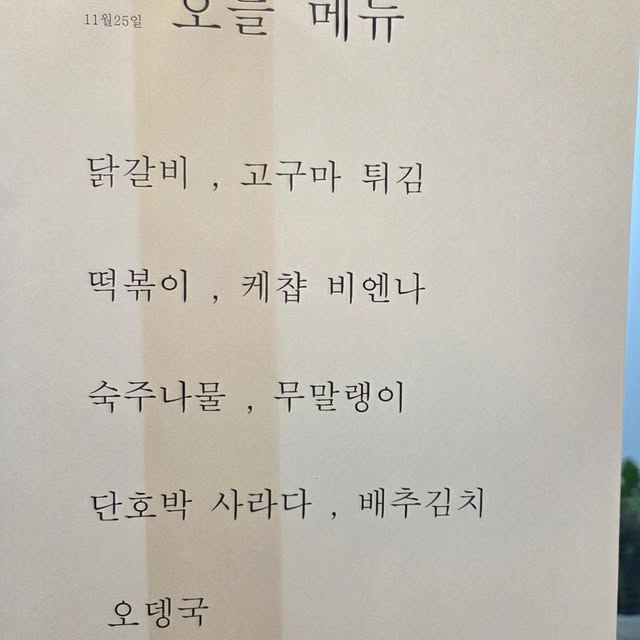 11월25일 오늘 메뉴
닭갈비 , 고구마 튀김
떡볶이 , 케챱 비엔나
숙주나물 , 무말랭이
단호박 사라다 , 배추김치
오뎅국